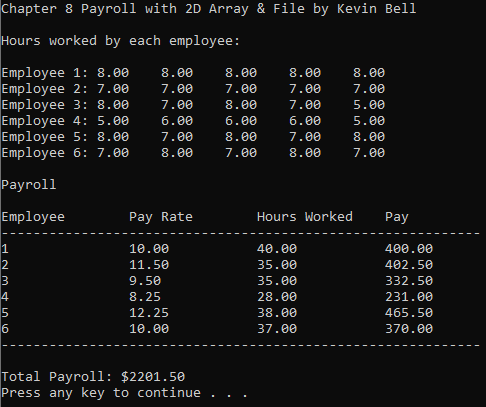 Chapter 8 Payroll with 2D Array & File by Kevin Bell
Hours worked by each employee:
Employee 1: 8.00 8.00 8.00 8.00 8.00
Employee 2: 7.00 7.00 7.00 7.00 7.00
Employee 3: 8.00 7.00 8.00 7.00 5.00
Employee 4: 5.00 6.00 6.00 6.00 5.00
Employee 5: 8.00 7.00 8.00 7.00 8.00
Employee 6: 7.00 8.00 7.00 8.00 7.00
Payroll
Employee Pay Rate Hours Worked Pay
------------------------------------------------------------
1 10.00 40.00 400.00
2 11.50 35.00 402.50
3 9.50 35.00 332.50
4 8.25 28.00 231.00
5 12.25 38.00 465.50
6 10.00 37.00 370.00
------------------------------------------------------------
Total Payroll: $2201.50
Press any key to continue . . .